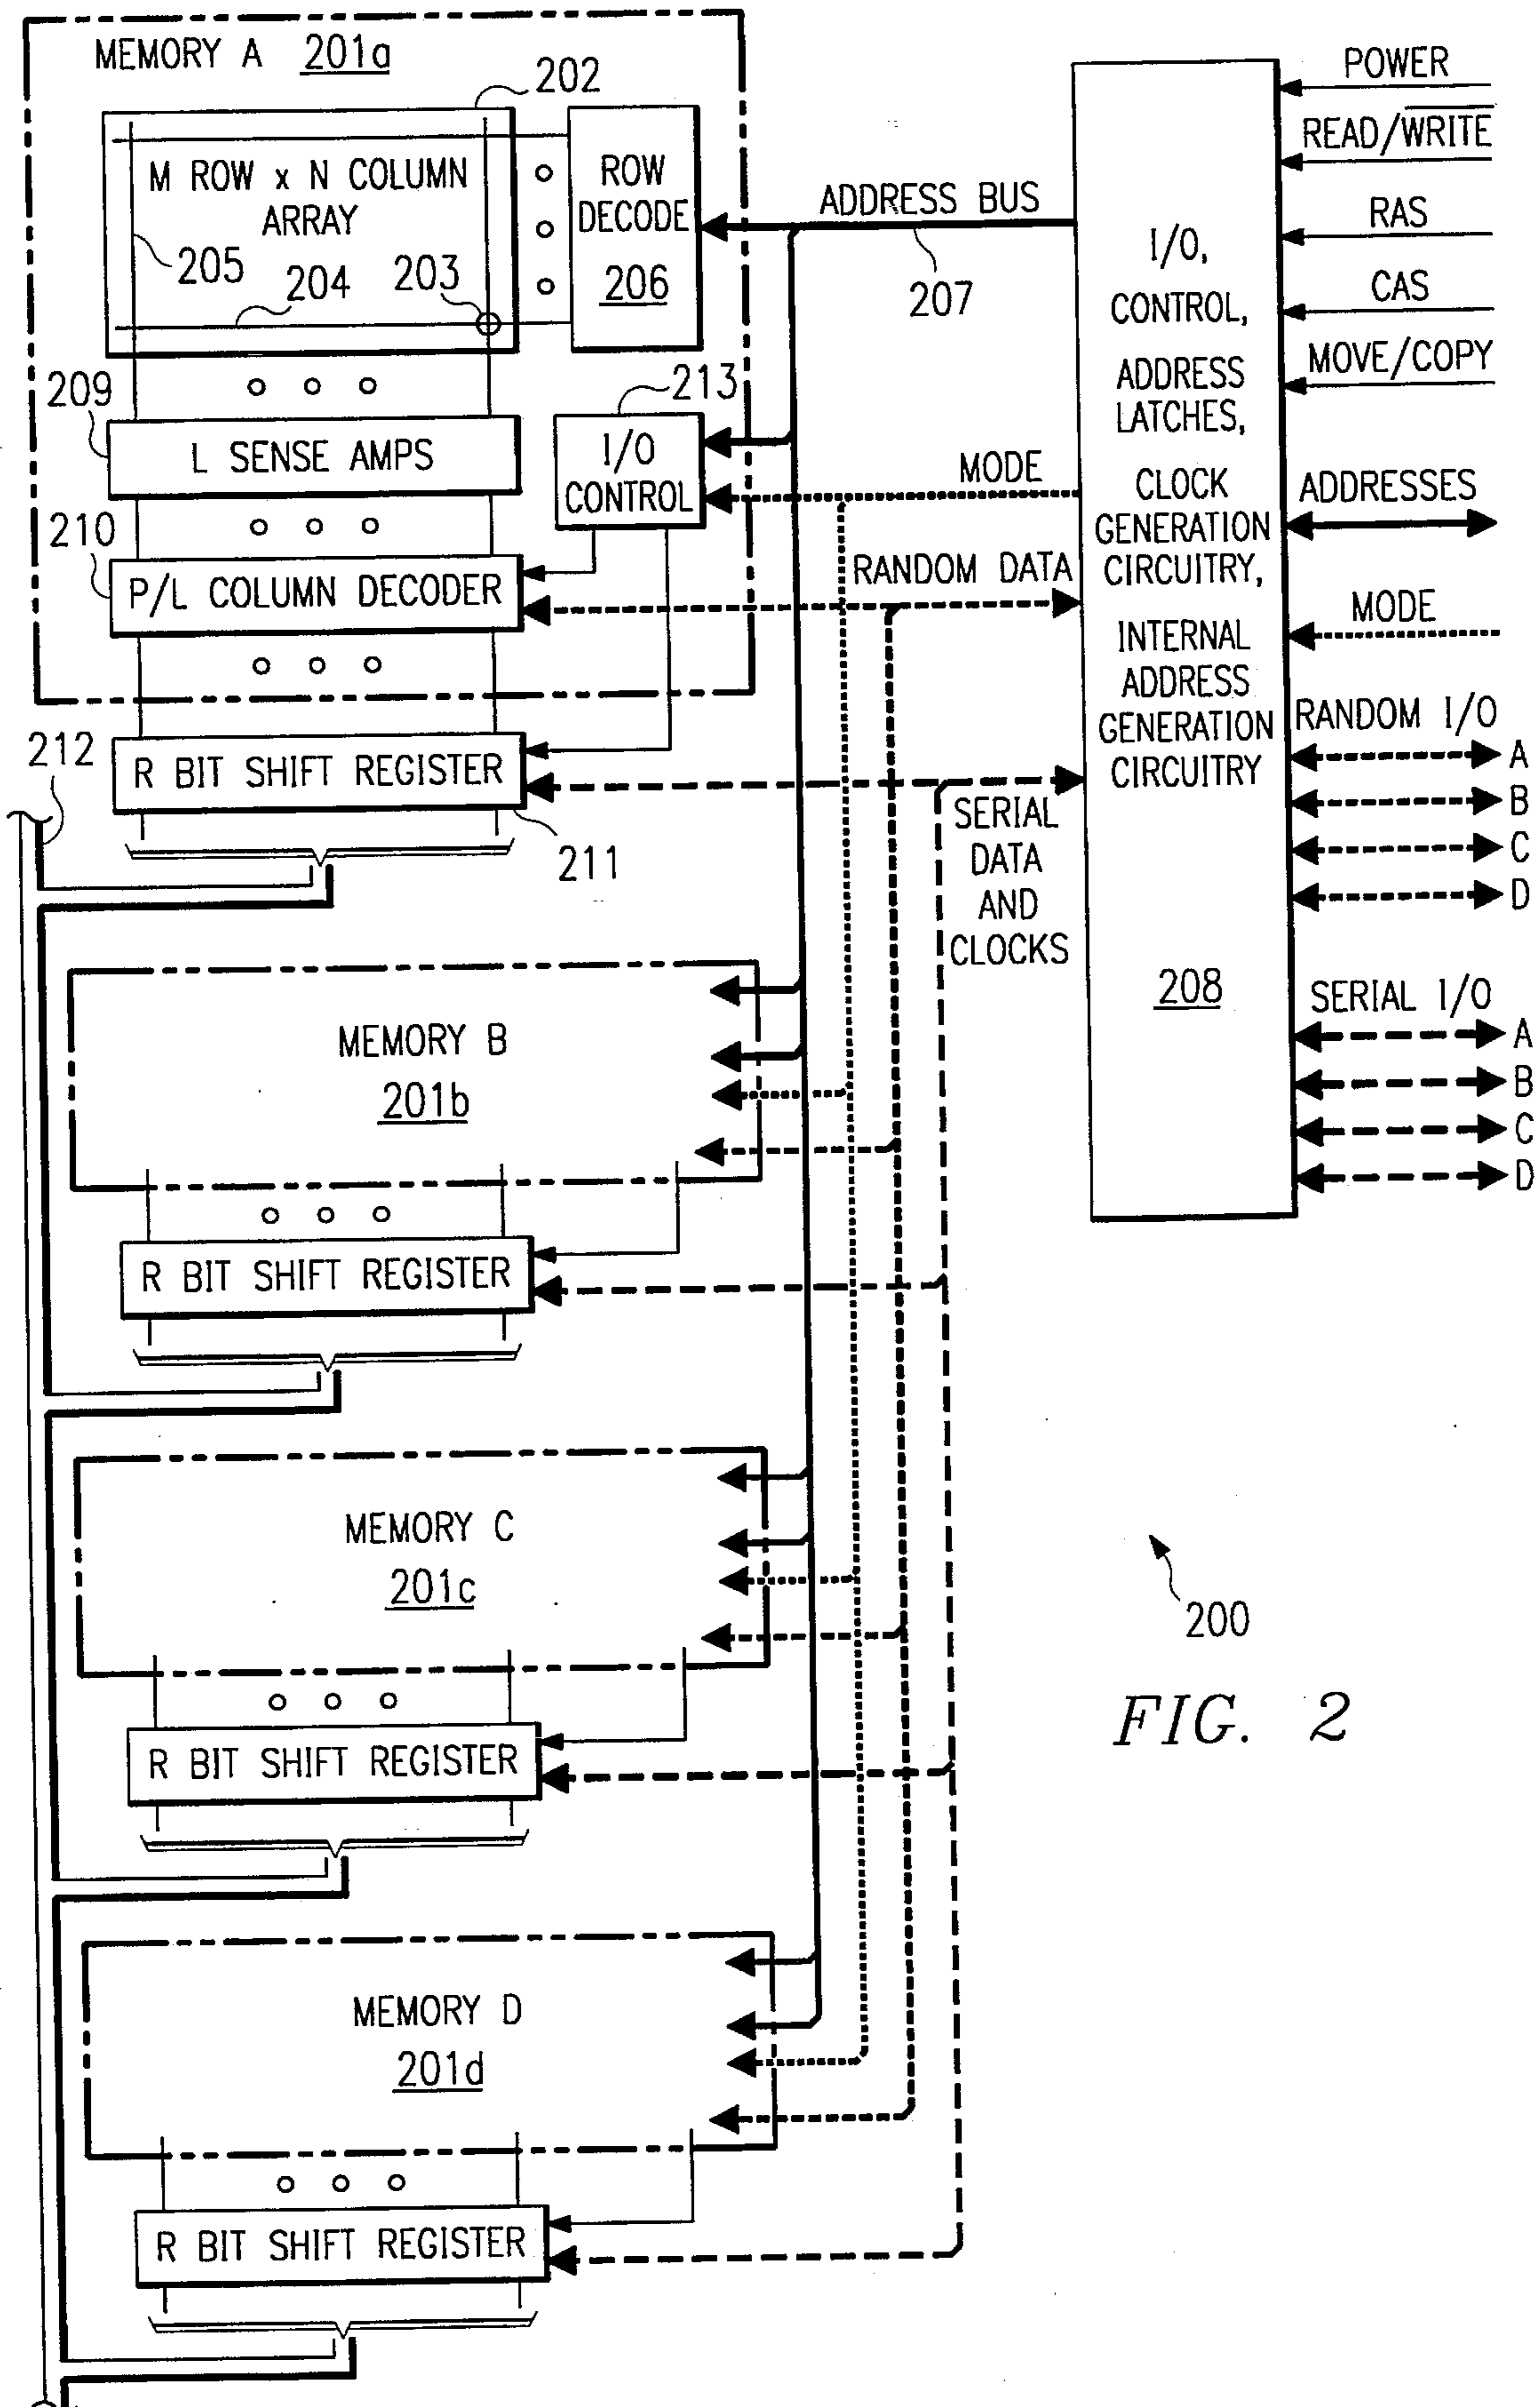 MEMORY A 201a
202
M ROW x N COLUMN
ARRAY
205
204
203
ROW
DECODE
206
ADDRESS BUS
207
209
L SENSE AMPS
213
I/O
CONTROL
MODE
210
P/L COLUMN DECODER
RANDOM DATA
212
R BIT SHIFT REGISTER
211
SERIAL
DATA
AND
CLOCKS
I/O,
CONTROL,
ADDRESS
LATCHES,
CLOCK
GENERATION
CIRCUITRY,
INTERNAL
ADDRESS
GENERATION
CIRCUITRY
208
POWER
READ/WRITE
RAS
CAS
MOVE/COPY
ADDRESSES
MODE
RANDOM I/O
A
B
C
D
SERIAL I/O
A
B
C
D
MEMORY B
201b
R BIT SHIFT REGISTER
MEMORY C
201c
R BIT SHIFT REGISTER
200
FIG. 2
MEMORY D
201d
R BIT SHIFT REGISTER